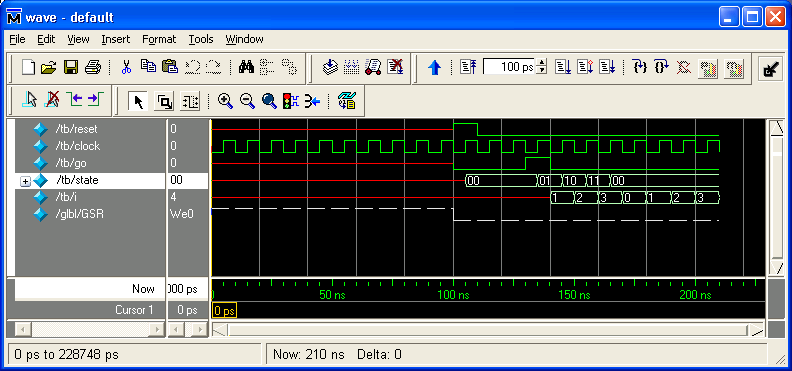 wave - default
File Edit View Insert Format Tools Window
100 ps
/tb/reset 0
/tb/clock 0
/tb/go 0
/tb/state 00 00 01 10 11 00
/tb/i 4 1 2 3 0 1 2 3
/glbl/GSR We0
Now 000 ps 50 ns 100 ns 150 ns 200 ns
Cursor 1 0 ps 0 ps
0 ps to 228748 ps Now: 210 ns Delta: 0